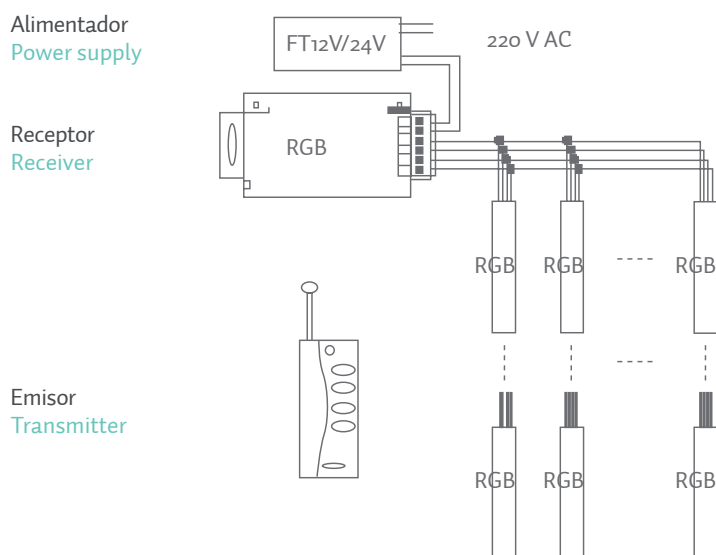 Alimentador
Power supply
FT12V/24V
220 V AC
Receptor
Receiver
RGB
RGB
RGB
RGB
Emisor
Transmitter
RGB
RGB
RGB